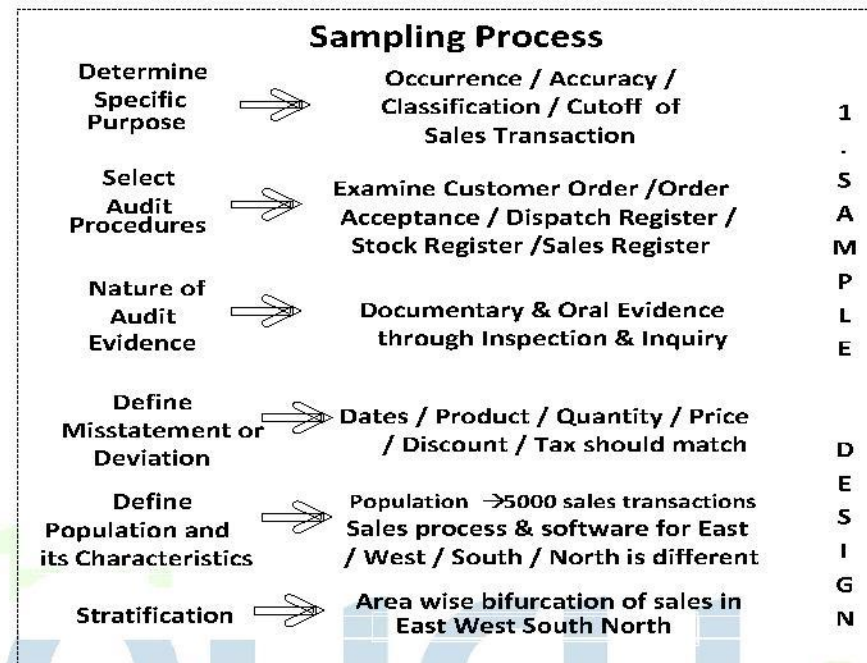 Sampling Process
Determine
Specific
Purpose
Occurrence / Accuracy /
Classification / Cutoff of
Sales Transaction
Select
Audit
Procedures
Examine Customer Order /Order
Acceptance / Dispatch Register /
Stock Register /Sales Register
Nature of
Audit
Evidence
Documentary & Oral Evidence
through Inspection & Inquiry
Define
Misstatement or
Deviation
Dates / Product / Quantity / Price
/ Discount / Tax should match
Define
Population and
its Characteristics
Population →5000 sales transactions
Sales process & software for East
/ West / South / North is different
Stratification
Area wise bifurcation of sales in
East West South North
1. SAMPLE DESIGN